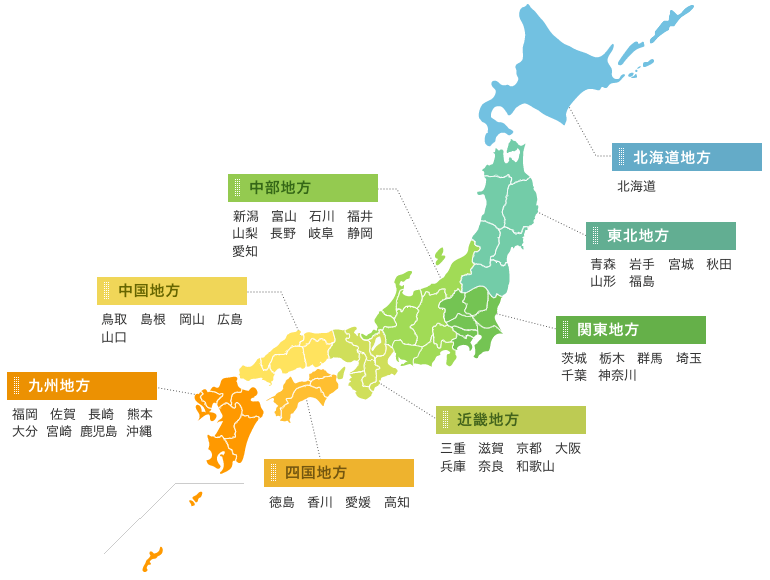 北海道地方
北海道
中部地方
新潟 富山 石川 福井
山梨 長野 岐阜 静岡
愛知
東北地方
青森 岩手 宮城 秋田
山形 福島
中国地方
鳥取 島根 岡山 広島
山口
関東地方
茨城 栃木 群馬 埼玉
千葉 神奈川
九州地方
福岡 佐賀 長崎 熊本
大分 宮崎 鹿児島 沖縄
近畿地方
三重 滋賀 京都 大阪
兵庫 奈良 和歌山
四国地方
徳島 香川 愛媛 高知